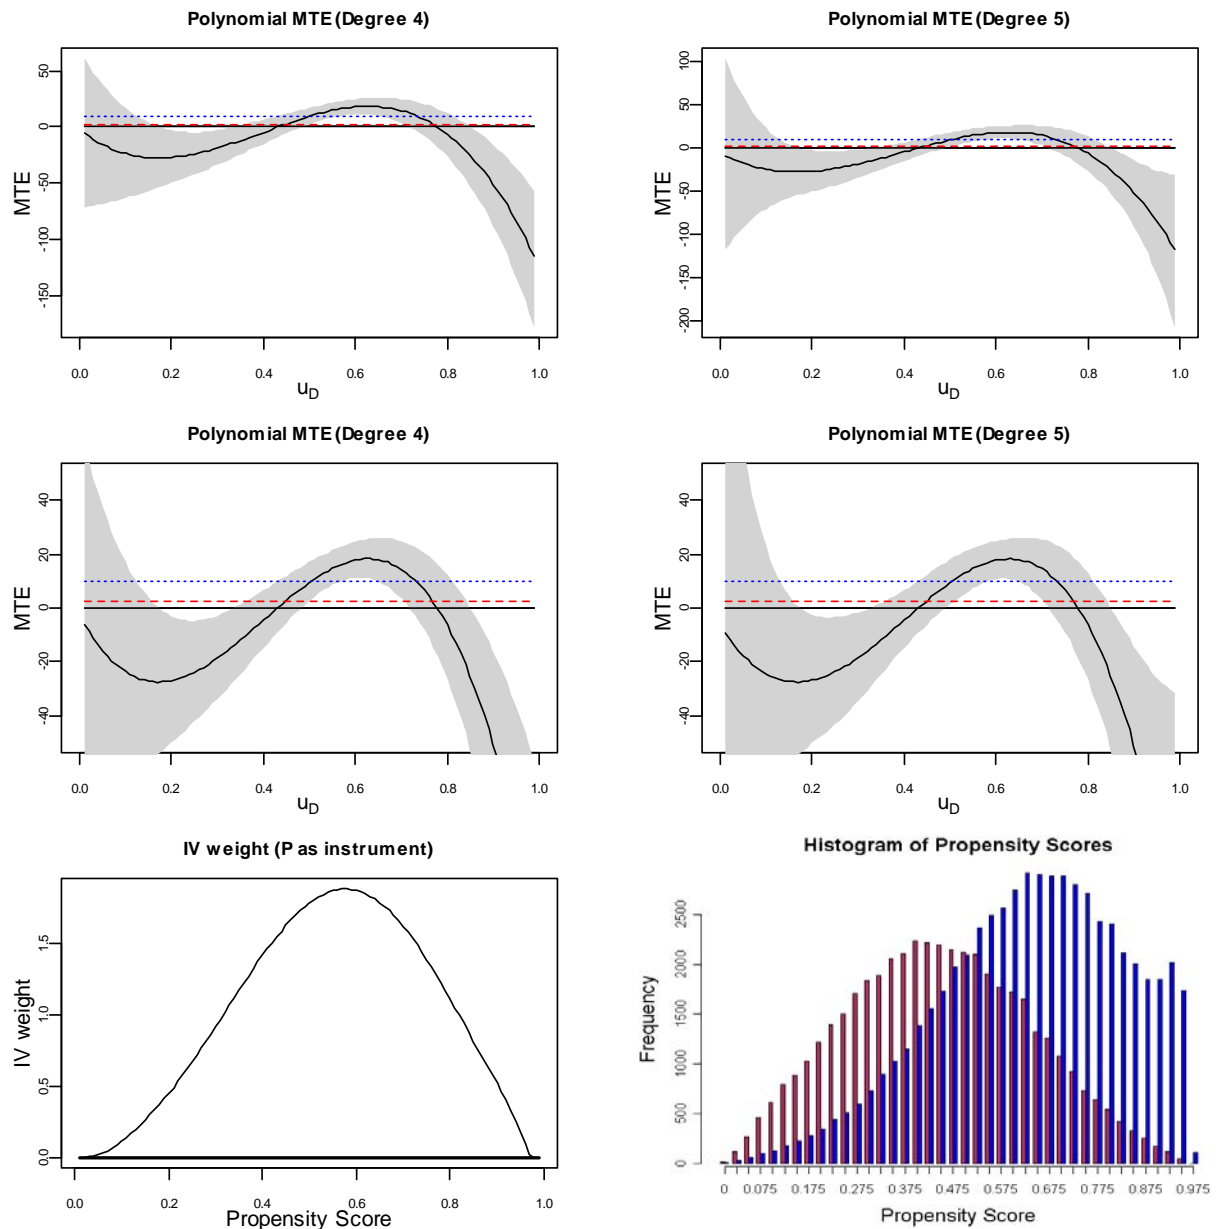 Polynomial MTE (Degree 4)
MTE
50
0
-50
-100
-150
0.0 0.2 0.4 0.6 0.8 1.0
uD
Polynomial MTE (Degree 5)
MTE
100
50
0
-50
-100
-150
-200
0.0 0.2 0.4 0.6 0.8 1.0
uD
Polynomial MTE (Degree 4)
MTE
40
20
0
-20
-40
0.0 0.2 0.4 0.6 0.8 1.0
uD
Polynomial MTE (Degree 5)
MTE
40
20
0
-20
-40
0.0 0.2 0.4 0.6 0.8 1.0
uD
IV weight (P as instrument)
IV weight
1.5
1.0
0.5
0.0
0.0 0.2 0.4 0.6 0.8 1.0
Propensity Score
Histogram of Propensity Scores
Frequency
2500
2000
1500
1000
500
0
0 0.075 0.175 0.275 0.375 0.475 0.575 0.675 0.775 0.875 0.975
Propensity Score